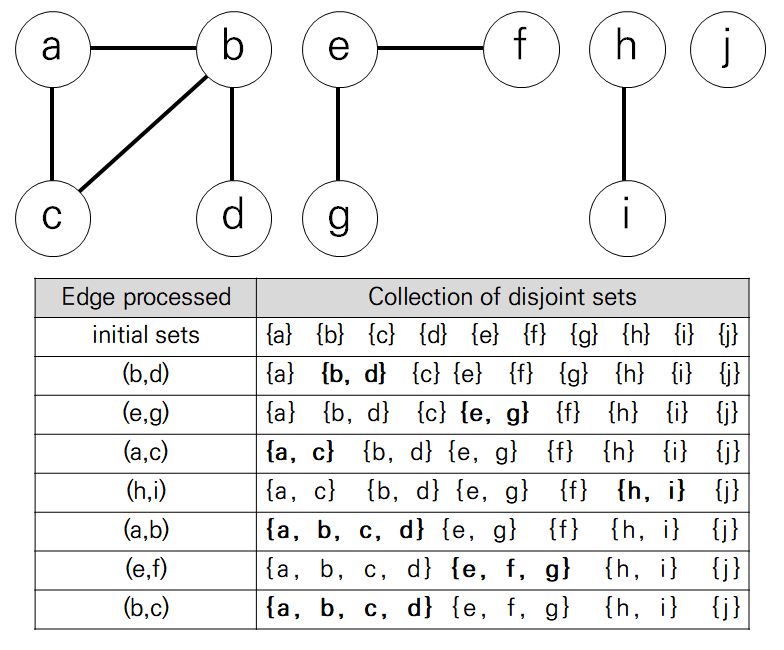 a b e f h j
c d g i
Edge processed Collection of disjoint sets
initial sets {a} {b} {c} {d} {e} {f} {g} {h} {i} {j}
(b,d) {a} {b, d} {c} {e} {f} {g} {h} {i} {j}
(e,g) {a} {b, d} {c} {e, g} {f} {h} {i} {j}
(a,c) {a, c} {b, d} {e, g} {f} {h} {i} {j}
(h,i) {a, c} {b, d} {e, g} {f} {h, i} {j}
(a,b) {a, b, c, d} {e, g} {f} {h, i} {j}
(e,f) {a, b, c, d} {e, f, g} {h, i} {j}
(b,c) {a, b, c, d} {e, f, g} {h, i} {j}